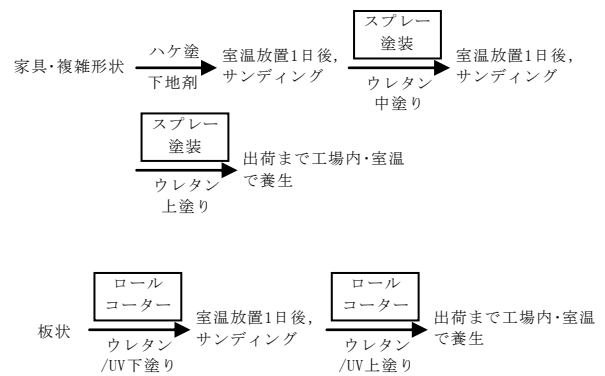 家具・複雑形状
ハケ塗
下地剤
室温放置1日後,
サンディング
スプレー
塗装
ウレタン
中塗り
室温放置1日後,
サンディング
スプレー
塗装
ウレタン
上塗り
出荷まで工場内・室温
で養生
板状
ロール
コーター
ウレタン
/UV下塗り
室温放置1日後,
サンディング
ロール
コーター
ウレタン
/UV上塗り
出荷まで工場内・室温
で養生